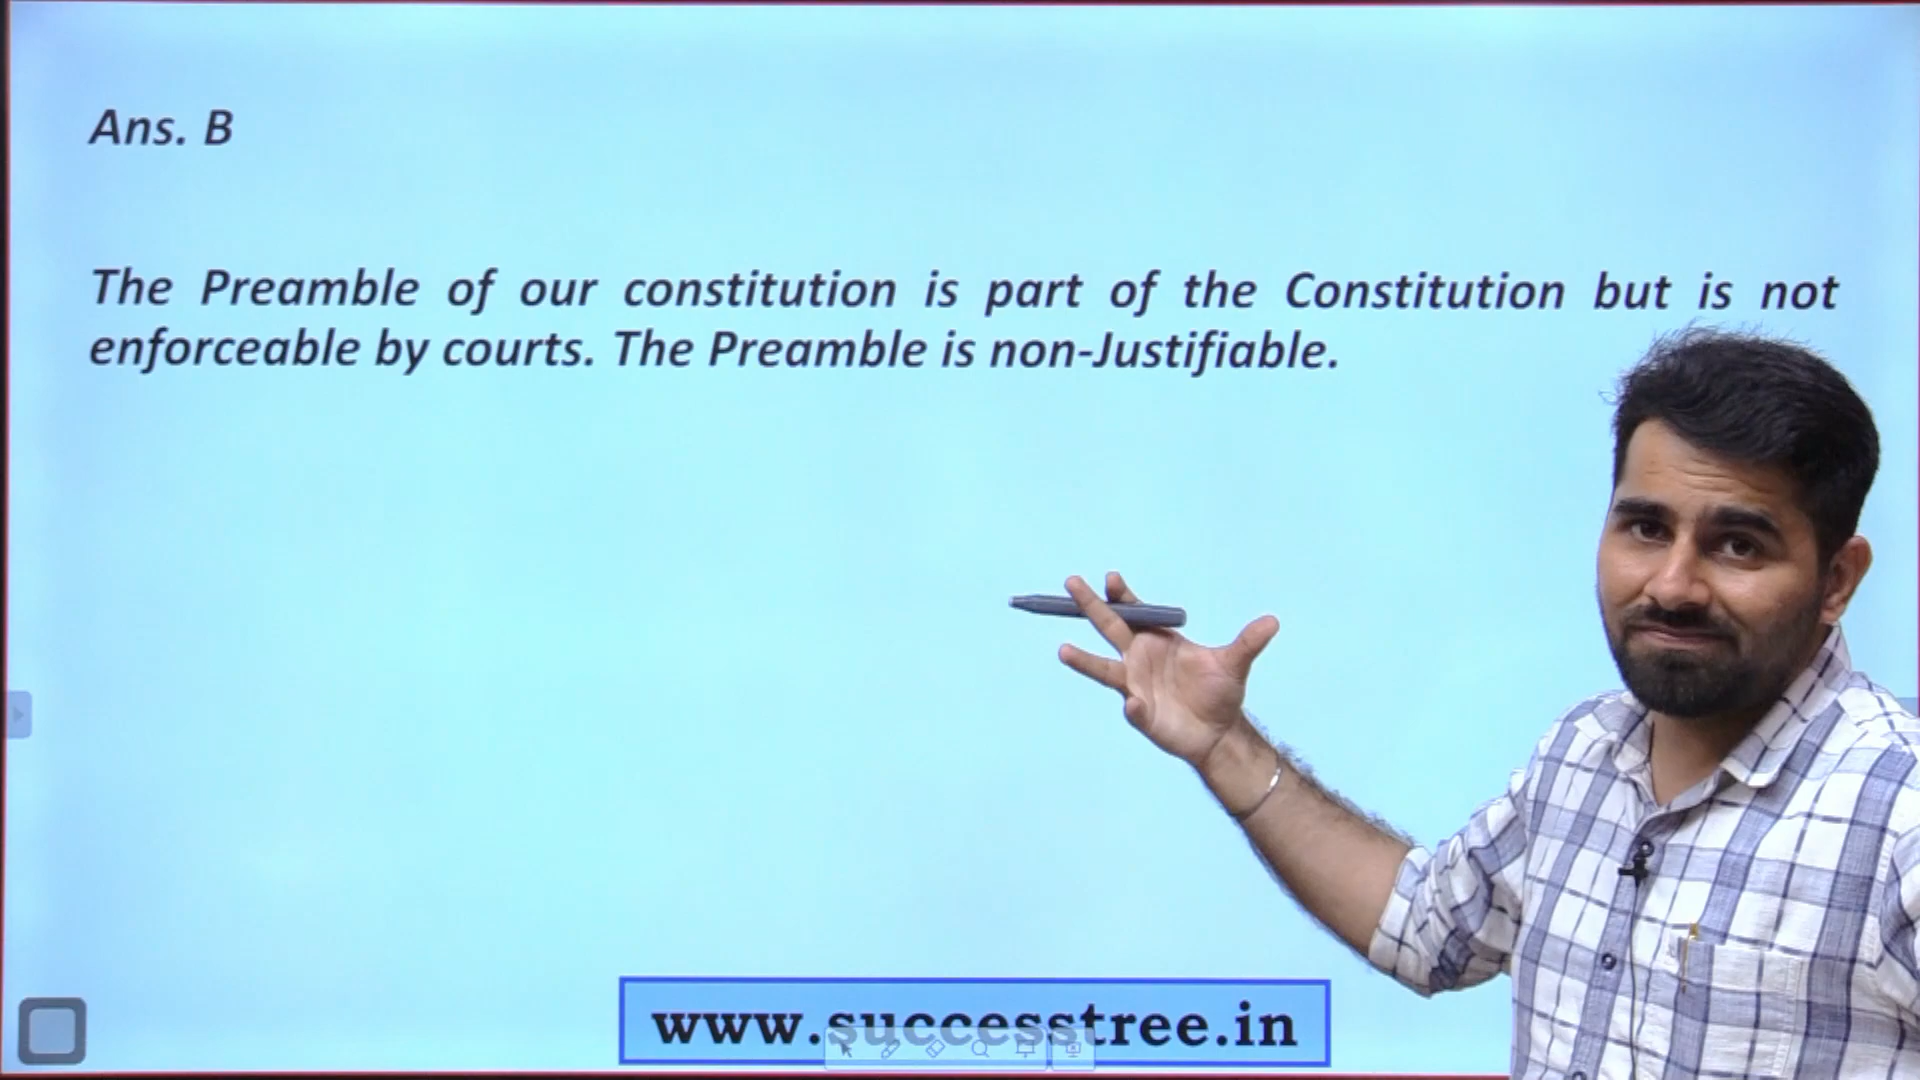 Ans. B
The Preamble of our constitution is part of the Constitution but is not
enforceable by courts. The Preamble is non-Justifiable.
www.successtree.in